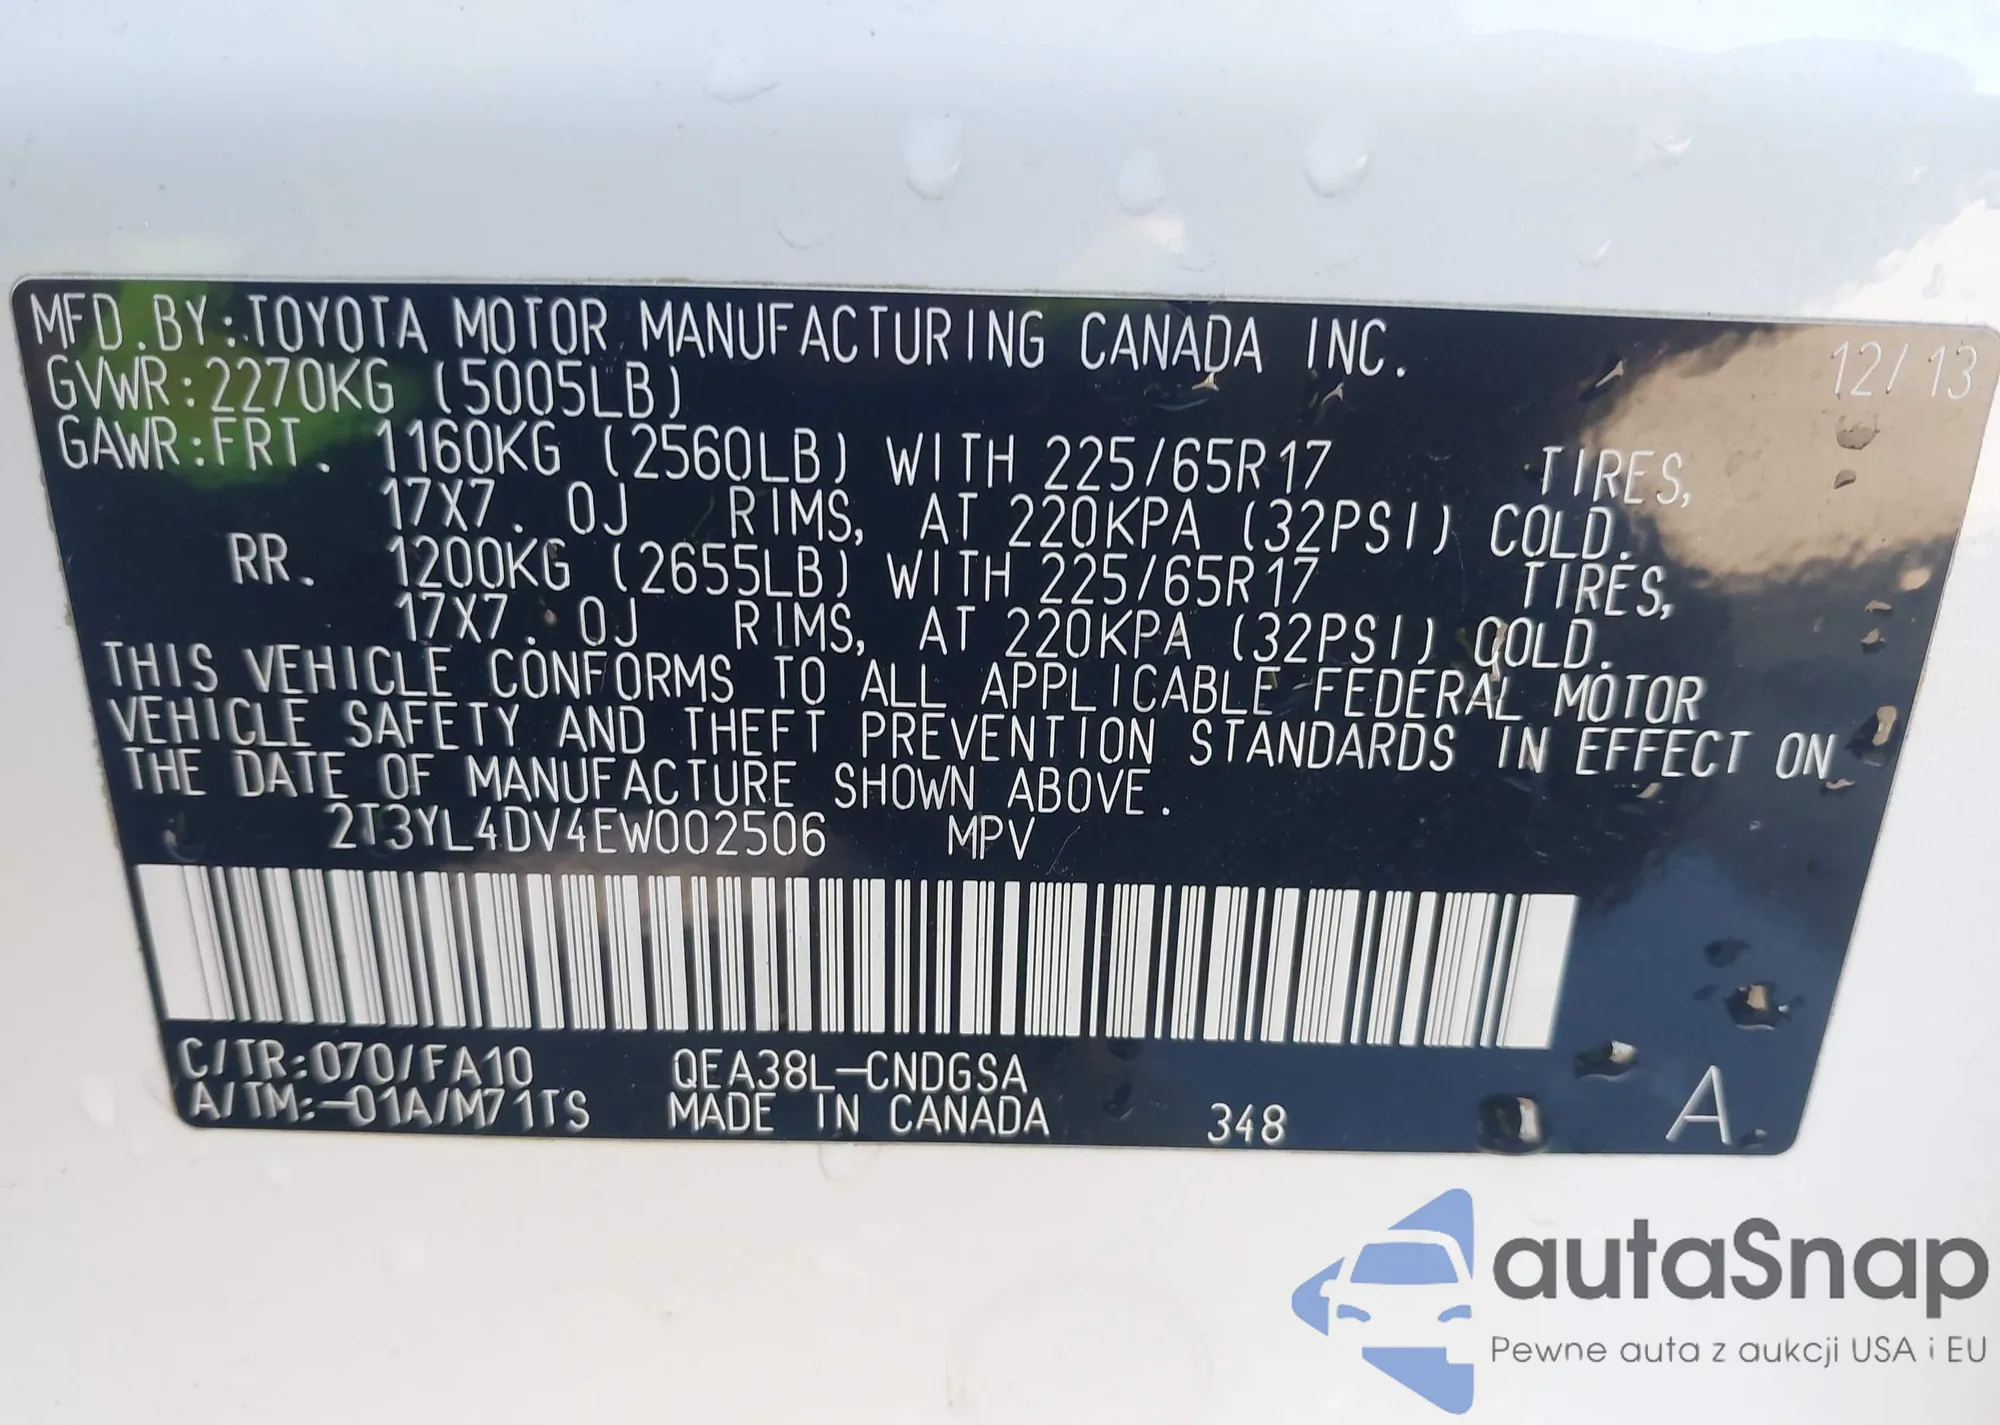 MFD.BY:TOYOTA MOTOR MANUFACTURING CANADA INC. 12/13
GVWR:2270KG (5005LB)
GAWR:FRT. 1160KG (2560LB) WITH 225/65R17 TIRES,
17X7.0J RIMS, AT 220KPA (32PSI) COLD.
RR. 1200KG (2655LB) WITH 225/65R17 TIRES,
17X7.0J RIMS, AT 220KPA (32PSI) COLD.
THIS VEHICLE CONFORMS TO ALL APPLICABLE FEDERAL MOTOR
VEHICLE SAFETY AND THEFT PREVENTION STANDARDS IN EFFECT ON
THE DATE OF MANUFACTURE SHOWN ABOVE.
2T3YL4DV4EW002506 MPV
C/TR:070/FA10 QEA38L-CNDGSA
A/TM:-01A/M71TS MADE IN CANADA 348 A
autaSnap
Pewne auta z aukcji USA i EU